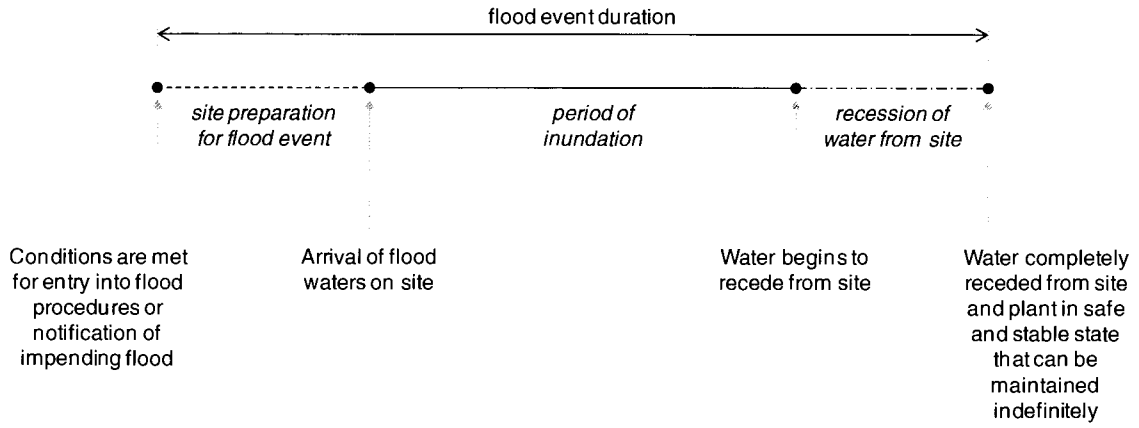 flood event duration
site preparation
for flood event
period of
inundation
recession of
water from site
Conditions are met
for entry into flood
procedures or
notification of
impending flood
Arrival of flood
waters on site
Water begins to
recede from site
Water completely
receded from site
and plant in safe
and stable state
that can be
maintained
indefinitely